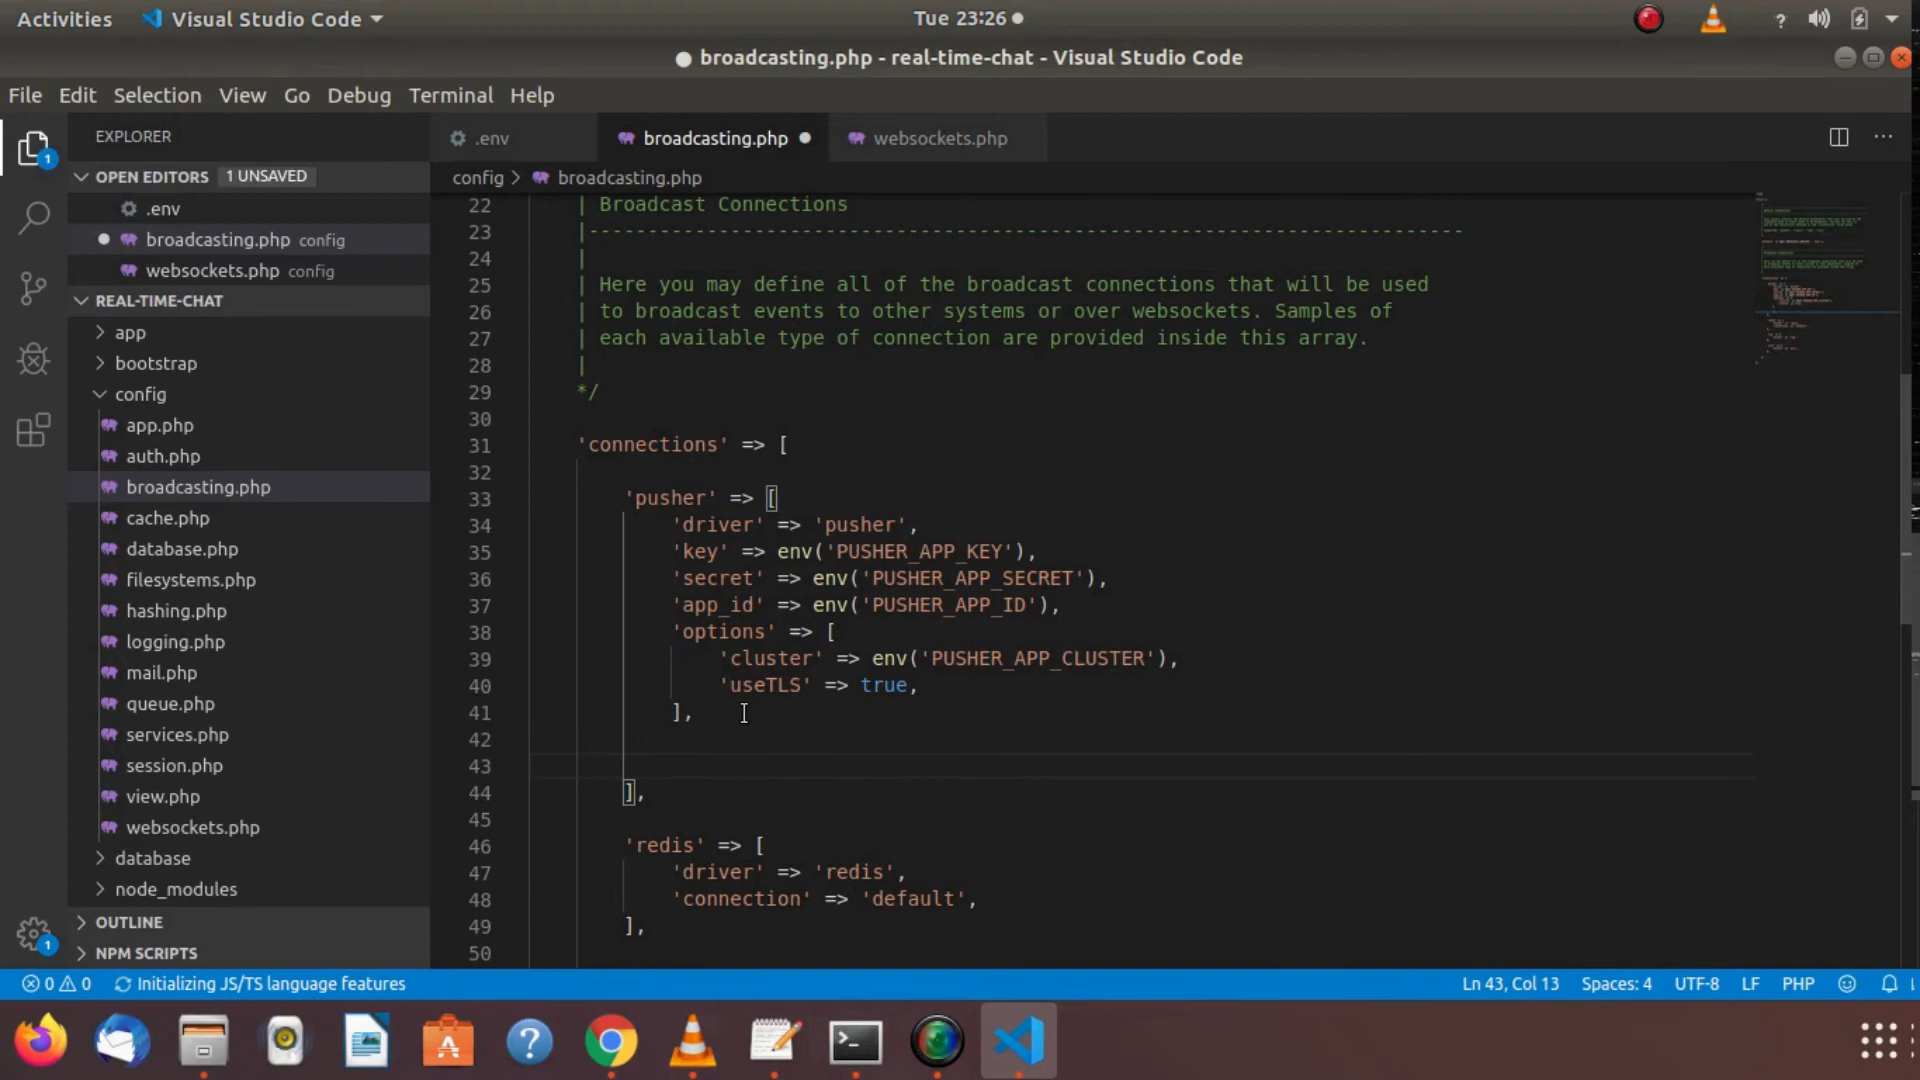 Activities Visual Studio Code Tue 23:26 ?
broadcasting.php - real-time-chat - Visual Studio Code
File Edit Selection View Go Debug Terminal Help
EXPLORER
OPEN EDITORS 1 UNSAVED
.env
broadcasting.php config
websockets.php config
REAL-TIME-CHAT
app
bootstrap
config
app.php
auth.php
broadcasting.php
cache.php
database.php
filesystems.php
hashing.php
logging.php
mail.php
queue.php
services.php
session.php
view.php
websockets.php
database
node_modules
OUTLINE
NPM SCRIPTS
1
1
.env broadcasting.php websockets.php
config > broadcasting.php
22 | Broadcast Connections
23 |--------------------------------------------------------------------------
24 |
25 | Here you may define all of the broadcast connections that will be used
26 | to broadcast events to other systems or over websockets. Samples of
27 | each available type of connection are provided inside this array.
28 |
29 */
30
31 'connections' => [
32
33 'pusher' => [
34 'driver' => 'pusher',
35 'key' => env('PUSHER_APP_KEY'),
36 'secret' => env('PUSHER_APP_SECRET'),
37 'app_id' => env('PUSHER_APP_ID'),
38 'options' => [
39 'cluster' => env('PUSHER_APP_CLUSTER'),
40 'useTLS' => true,
41 ],
42
43
44 ],
45
46 'redis' => [
47 'driver' => 'redis',
48 'connection' => 'default',
49 ],
50
0 0 Initializing JS/TS language features Ln 43, Col 13 Spaces: 4 UTF-8 LF PHP